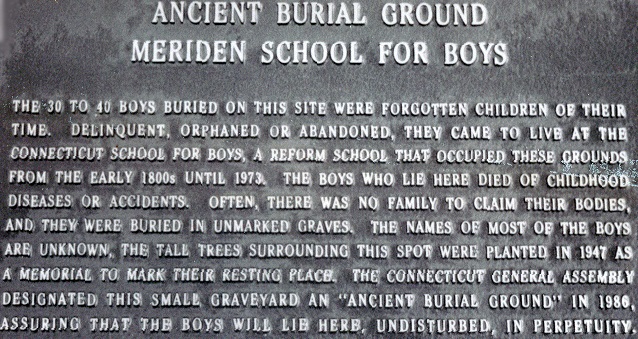 ANCIENT BURIAL GROUND
MERIDEN SCHOOL FOR BOYS
THE 30 TO 40 BOYS BURIED ON THIS SITE WERE FORGOTTEN CHILDREN OF THEIR
TIME. DELINQUENT, ORPHANED OR ABANDONED, THEY CAME TO LIVE AT THE
CONNECTICUT SCHOOL FOR BOYS, A REFORM SCHOOL THAT OCCUPIED THESE GROUNDS
FROM THE EARLY 1800s UNTIL 1973. THE BOYS WHO LIE HERE DIED OF CHILDHOOD
DISEASES OR ACCIDENTS. OFTEN, THERE WAS NO FAMILY TO CLAIM THEIR BODIES,
AND THEY WERE BURIED IN UNMARKED GRAVES. THE NAMES OF MOST OF THE BOYS
ARE UNKNOWN, THE TALL TREES SURROUNDING THIS SPOT WERE PLANTED IN 1947 AS
A MEMORIAL TO MARK THEIR RESTING PLACE. THE CONNECTICUT GENERAL ASSEMBLY
DESIGNATED THIS SMALL GRAVEYARD AN "ANCIENT BURIAL GROUND" IN 1986,
ASSURING THAT THE BOYS WILL LIE HERE, UNDISTURBED, IN PERPETUITY.